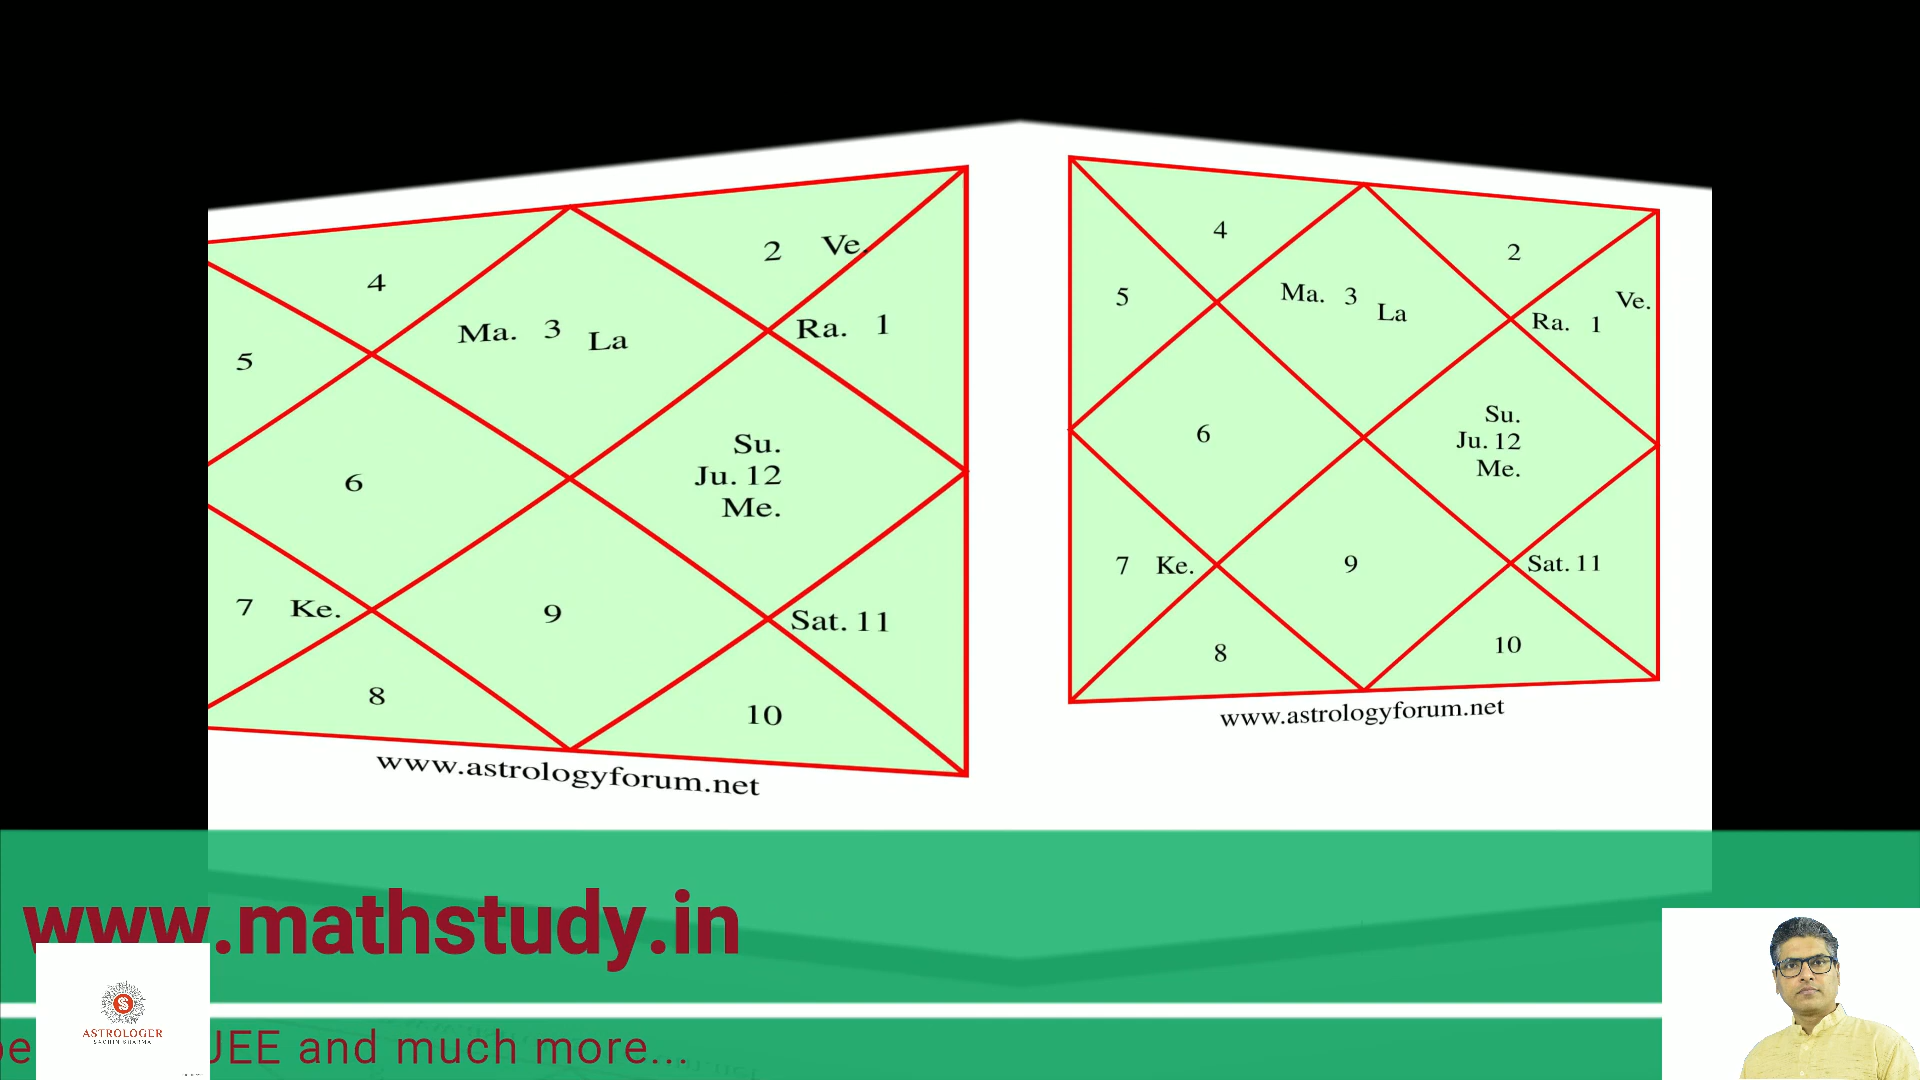 4
2 Ve.
5
Ma. 3 La
Ra. 1
6
Su.
Ju. 12
Me.
7 Ke.
9
Sat. 11
8
10
www.astrologyforum.net
4
2
5
Ma. 3 La
Ve.
Ra. 1
6
Su.
Ju. 12
Me.
7 Ke.
9
Sat. 11
8
10
www.astrologyforum.net
www.mathstudy.in
JEE and much more...
ASTROLOGER
SACHIN SHARMA